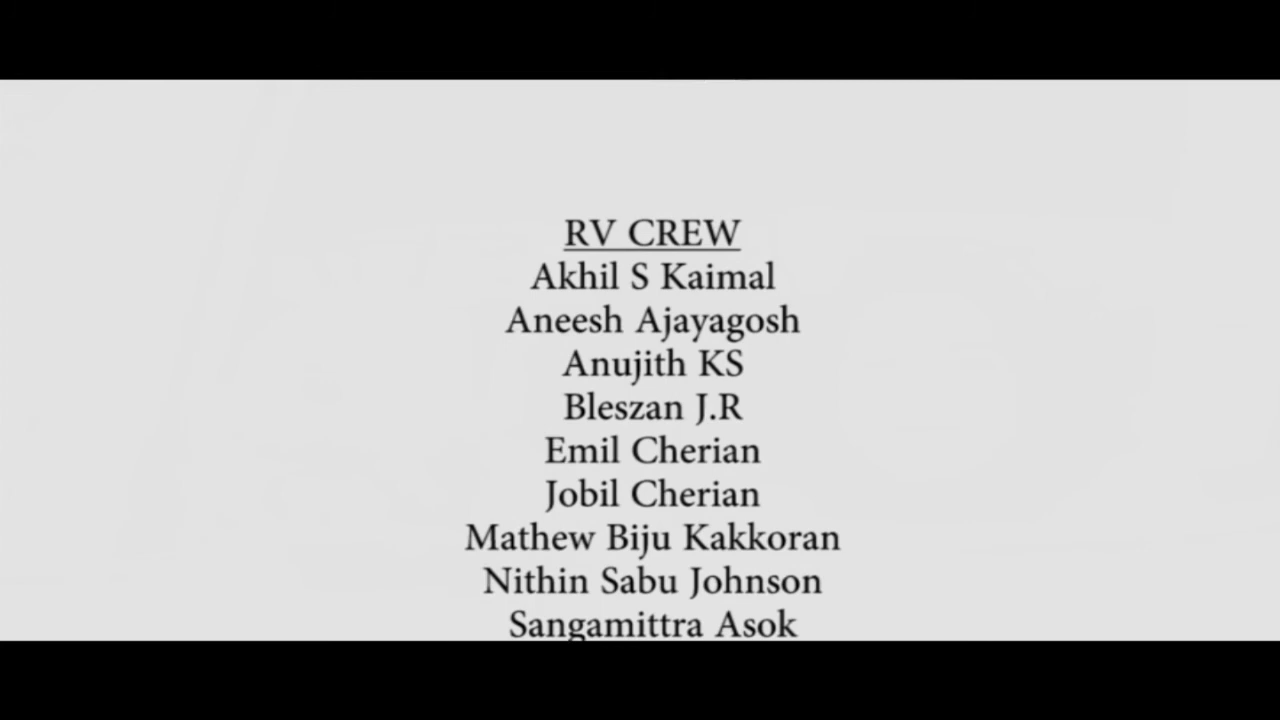 RV CREW
Akhil S Kaimal
Aneesh Ajayagosh
Anujith KS
Bleszan J.R
Emil Cherian
Jobil Cherian
Mathew Biju Kakkoran
Nithin Sabu Johnson
Sangamittra Asok